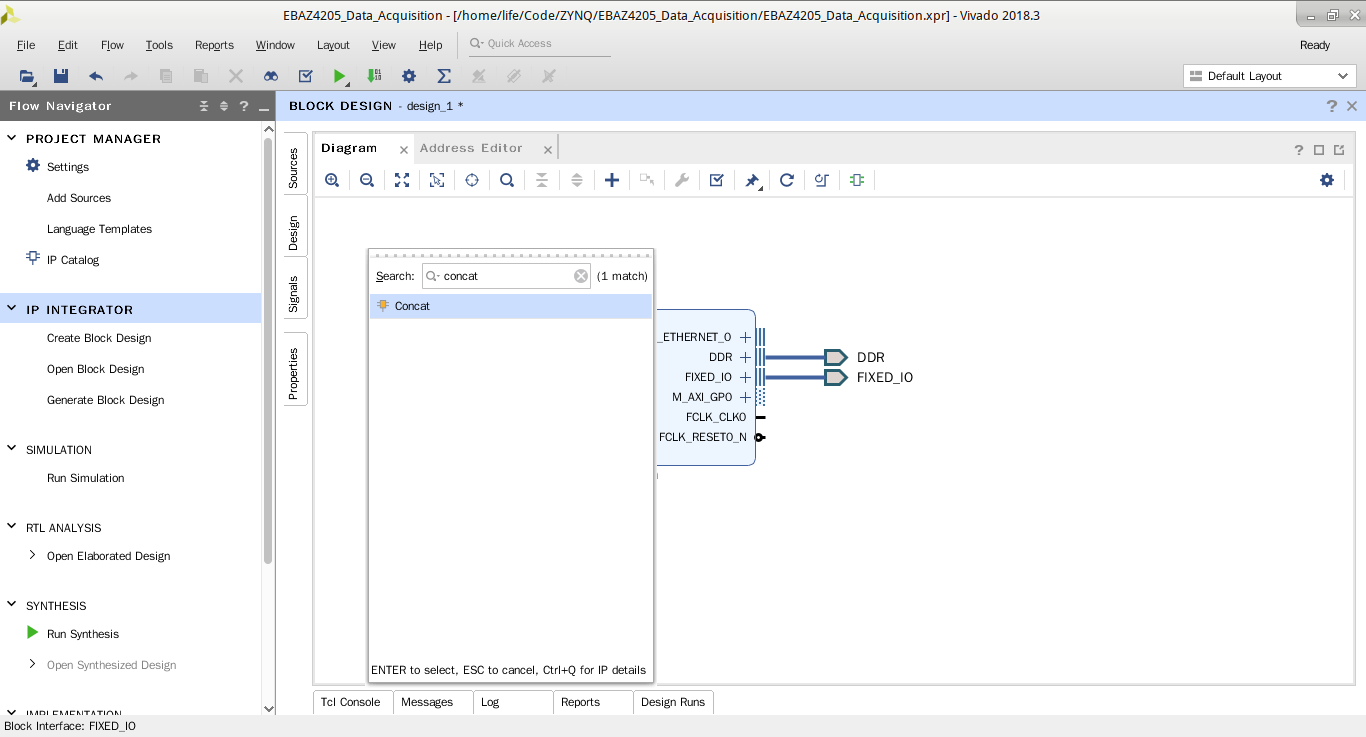 EBAZ4205_Data_Acquisition - [/home/life/Code/ZYNQ/EBAZ4205_Data_Acquisition/EBAZ4205_Data_Acquisition.xpr] - Vivado 2018.3
File Edit Flow Tools Reports Window Layout View Help Quick Access Ready
Default Layout
Flow Navigator
BLOCK DESIGN - design_1 *
PROJECT MANAGER
Settings
Add Sources
Language Templates
IP Catalog
IP INTEGRATOR
Create Block Design
Open Block Design
Generate Block Design
SIMULATION
Run Simulation
RTL ANALYSIS
Open Elaborated Design
SYNTHESIS
Run Synthesis
Open Synthesized Design
IMPLEMENTATION
Sources
Design
Signals
Properties
Diagram Address Editor
Search: concat (1 match)
Concat
ENTER to select, ESC to cancel, Ctrl+Q for IP details
_ETHERNET_0
DDR
FIXED_IO
M_AXI_GP0
FCLK_CLK0
FCLK_RESET0_N
DDR
FIXED_IO
Tcl Console Messages Log Reports Design Runs
Block Interface: FIXED_IO